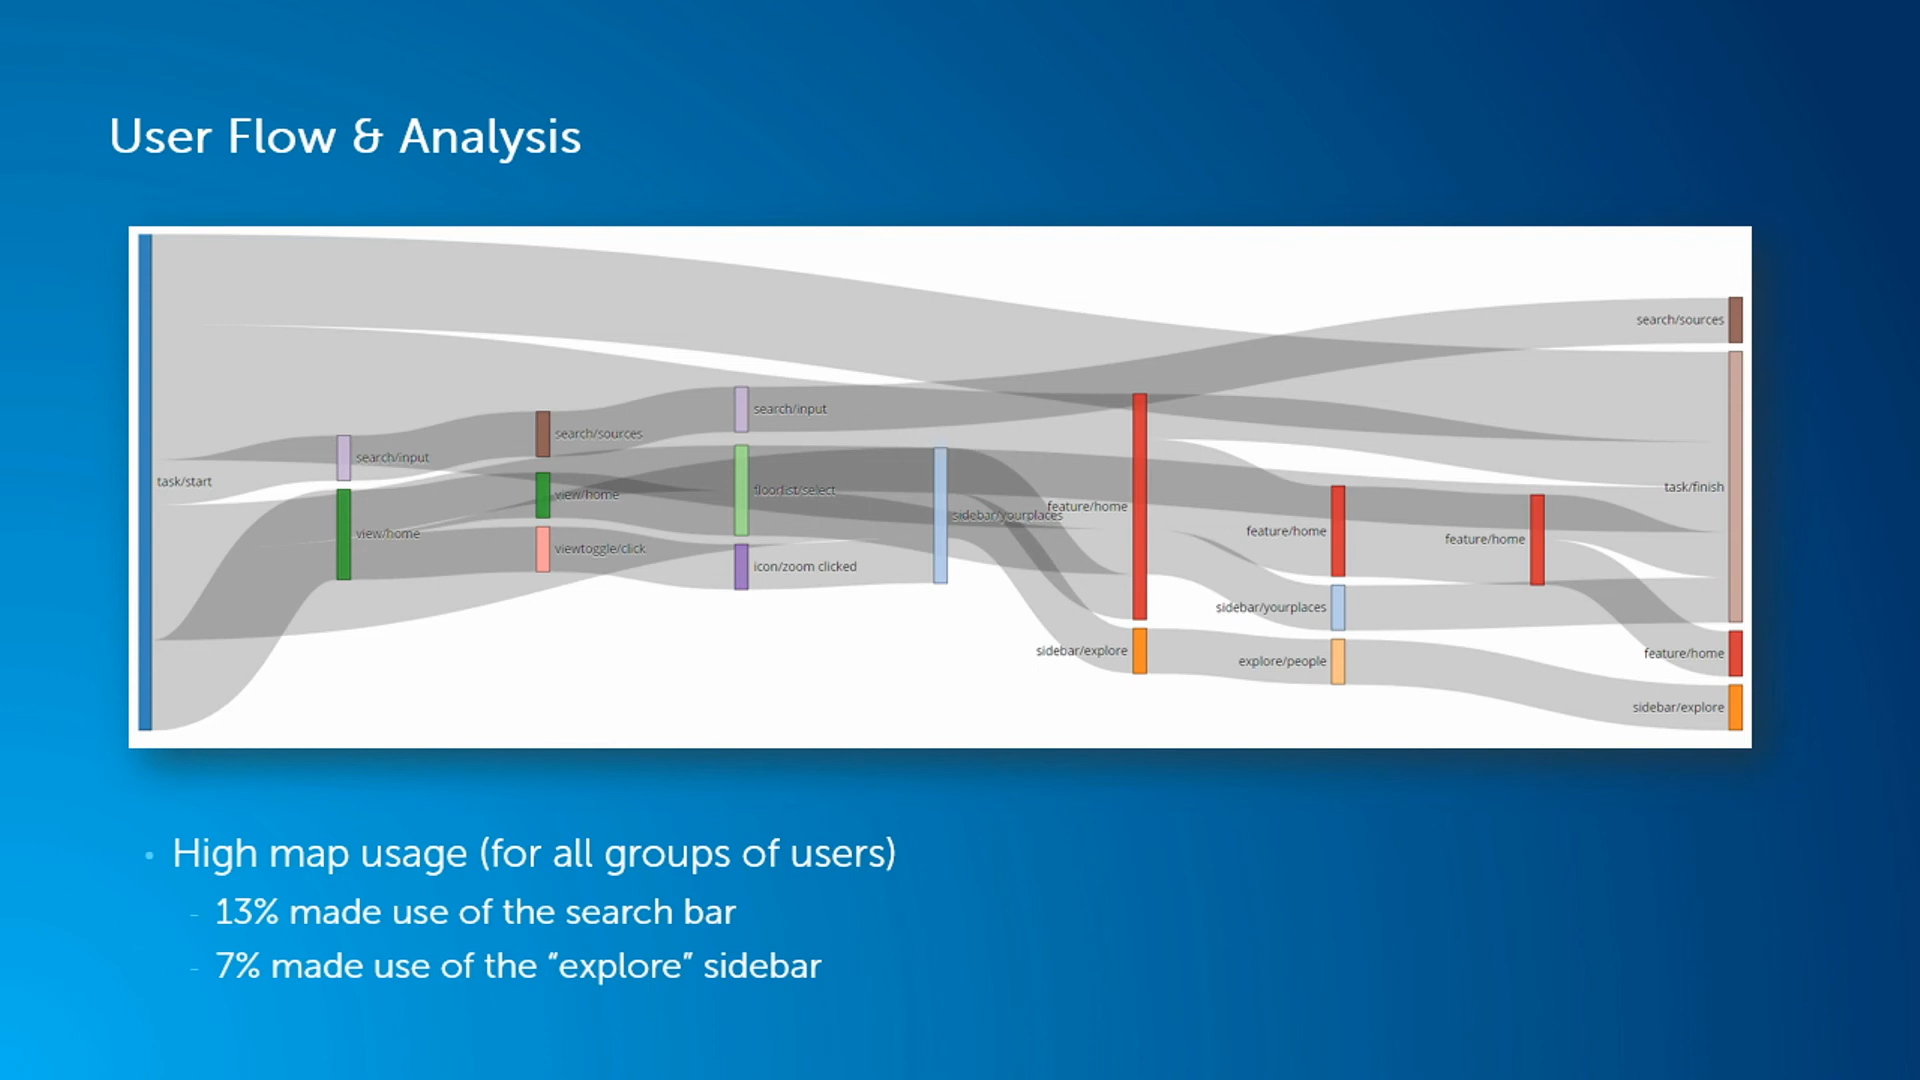 User Flow & Analysis
task/start
search/input
view/home
search/sources
view/home
viewtoggle/click
search/input
floorlist/select
icon/zoom clicked
sidebar/yourplaces
feature/home
sidebar/explore
feature/home
sidebar/yourplaces
explore/people
feature/home
search/sources
task/finish
feature/home
sidebar/explore
• High map usage (for all groups of users)
- 13% made use of the search bar
- 7% made use of the “explore” sidebar